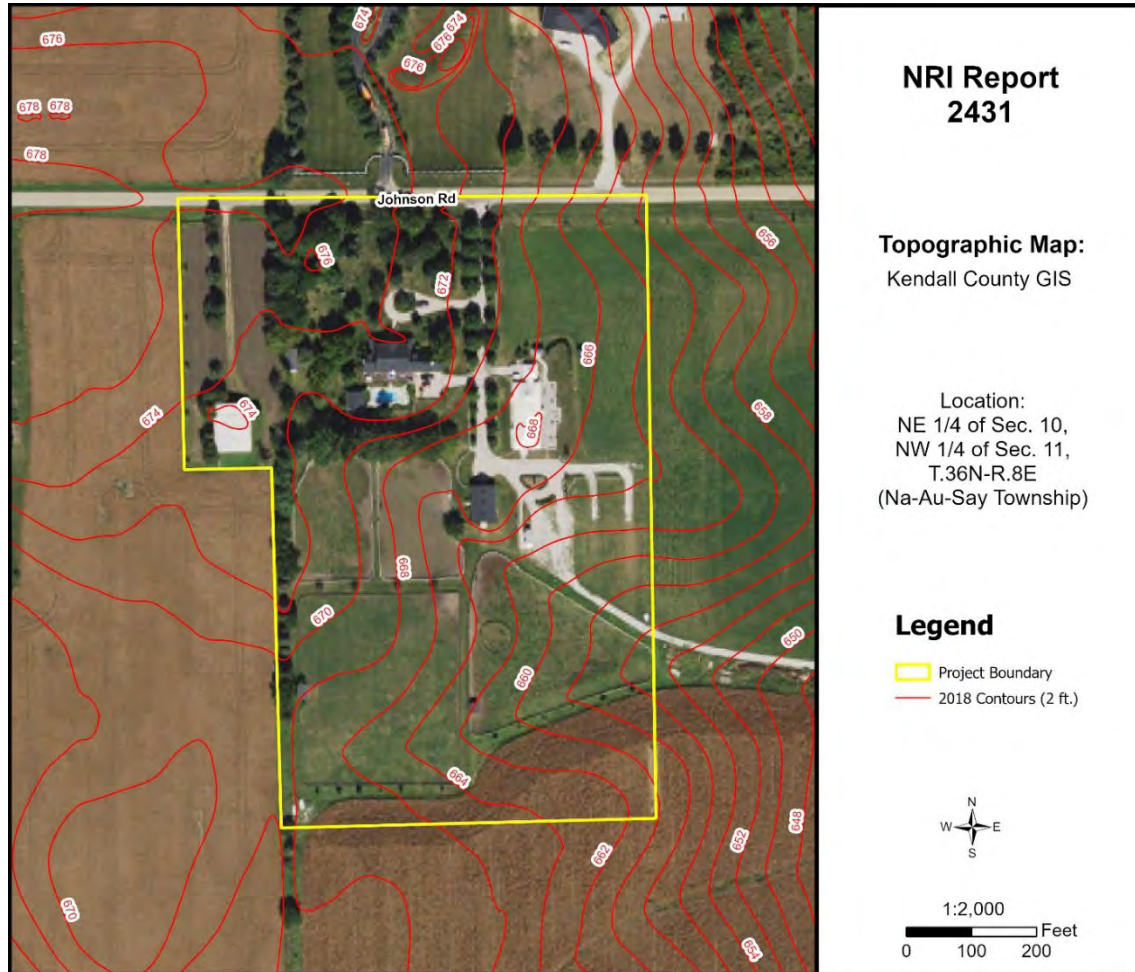 674
674
676
676
676
678
678
678
Johnson Rd
656
676
672
666
658
674
674
668
668
670
660
650
664
662
652
648
670
654
NRI Report
2431
Topographic Map:
Kendall County GIS
Location:
NE 1/4 of Sec. 10,
NW 1/4 of Sec. 11,
T.36N-R.8E
(Na-Au-Say Township)
Legend
Project Boundary
2018 Contours (2 ft.)
N
W E
S
1:2,000
Feet
0 100 200